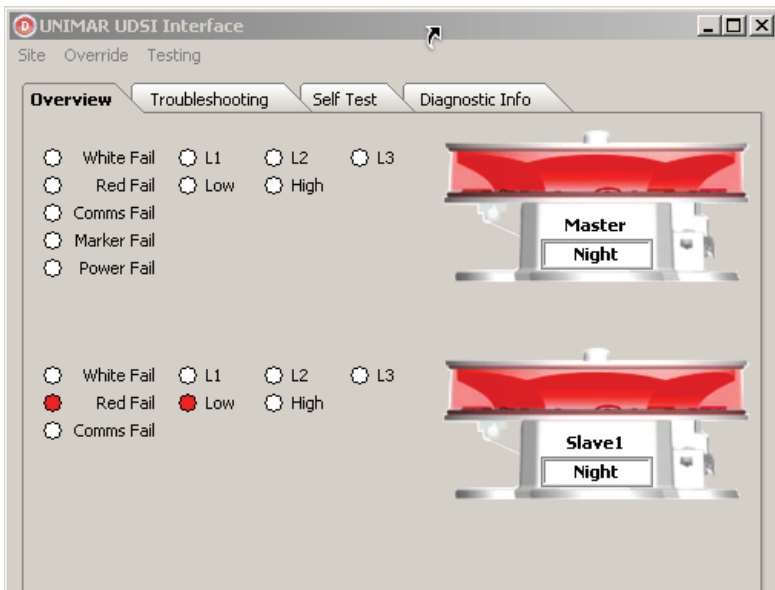 UNIMAR UDSI Interface
Site Override Testing
Overview Troubleshooting Self Test Diagnostic Info
White Fail L1 L2 L3
Red Fail Low High
Comms Fail
Marker Fail
Power Fail
Master
Night
White Fail L1 L2 L3
Red Fail Low High
Comms Fail
Slave1
Night